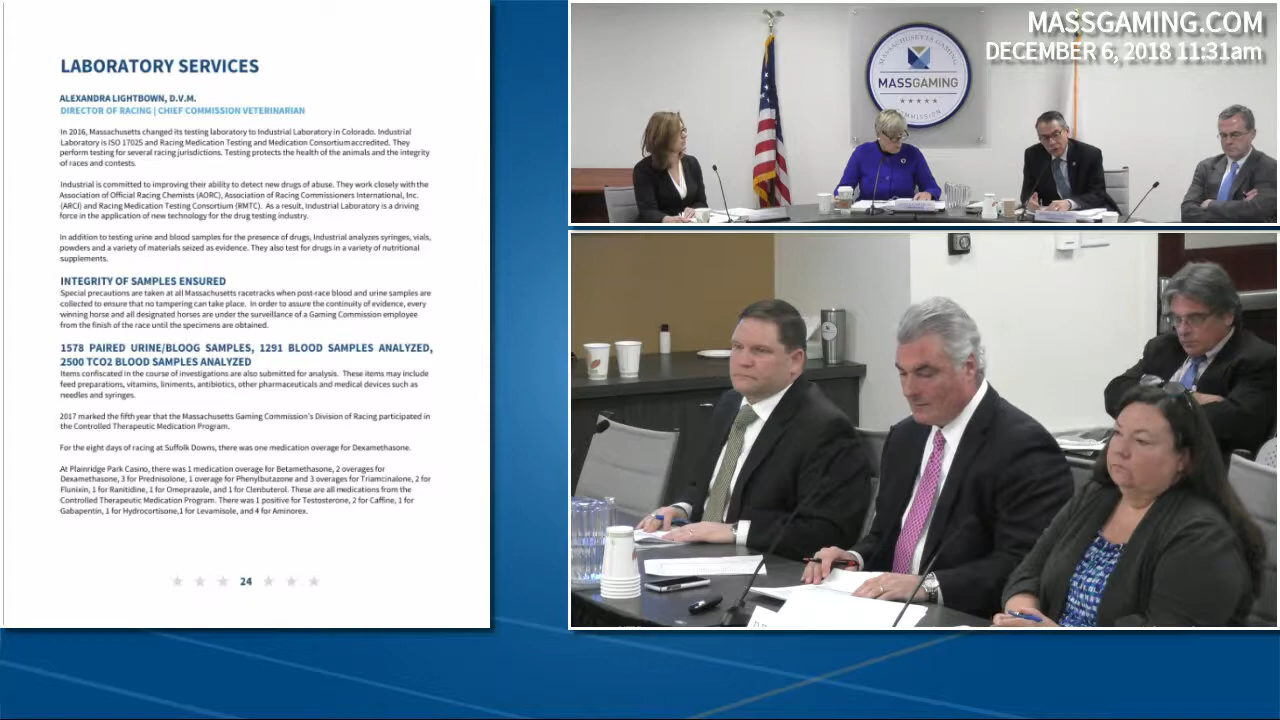 LABORATORY SERVICES
ALEXANDRA LIGHTBOWN, D.V.M.
DIRECTOR OF RACING | CHIEF COMMISSION VETERINARIAN
In 2016, Massachusetts changed its testing laboratory to Industrial Laboratory in Colorado. Industrial
Laboratory is ISO 17025 and Racing Medication Testing and Medication Consortium accredited. They
perform testing for several racing jurisdictions. Testing protects the health of the animals and the integrity
of races and contests.
Industrial is committed to improving their ability to detect new drugs of abuse. They work closely with the
Association of Official Racing Chemists (AORC), Association of Racing Commissioners International, Inc.
(ARCI) and Racing Medication Testing Consortium (RMTC). As a result, Industrial Laboratory is a driving
force in the application of new technology for the drug testing industry.
In addition to testing urine and blood samples for the presence of drugs, Industrial analyzes syringes, vials,
powders and a variety of materials seized as evidence. They also test for drugs in a variety of nutritional
supplements.
INTEGRITY OF SAMPLES ENSURED
Special precautions are taken at all Massachusetts racetracks when post-race blood and urine samples are
collected to ensure that no tampering can take place. In order to assure the continuity of evidence, every
winning horse and all designated horses are under the surveillance of a Gaming Commission employee
from the finish of the race until the specimens are obtained.
1578 PAIRED URINE/BLOOG SAMPLES, 1291 BLOOD SAMPLES ANALYZED,
2500 TCO2 BLOOD SAMPLES ANALYZED
Items confiscated in the course of investigations are also submitted for analysis. These items may include
feed preparations, vitamins, liniments, antibiotics, other pharmaceuticals and medical devices such as
needles and syringes.
2017 marked the fifth year that the Massachusetts Gaming Commission's Division of Racing participated in
the Controlled Therapeutic Medication Program.
For the eight days of racing at Suffolk Downs, there was one medication overage for Dexamethasone.
At Plainridge Park Casino, there was 1 medication overage for Betamethasone, 2 overages for
Dexamethasone, 3 for Prednisolone, 1 overage for Phenylbutazone and 3 overages for Triamcinalone, 2 for
Flunixin, 1 for Ranitidine, 1 for Omeprazole, and 1 for Clenbuterol. These are all medications from the
Controlled Therapeutic Medication Program. There was 1 positive for Testosterone, 2 for Caffine, 1 for
Gabapentin, 1 for Hydrocortisone,1 for Levamisole, and 4 for Aminorex.
24
MASSGAMING.COM
DECEMBER 6, 2018 11:31am
MASSACHUSETTS GAMING
MASSGAMING
COMMISSION